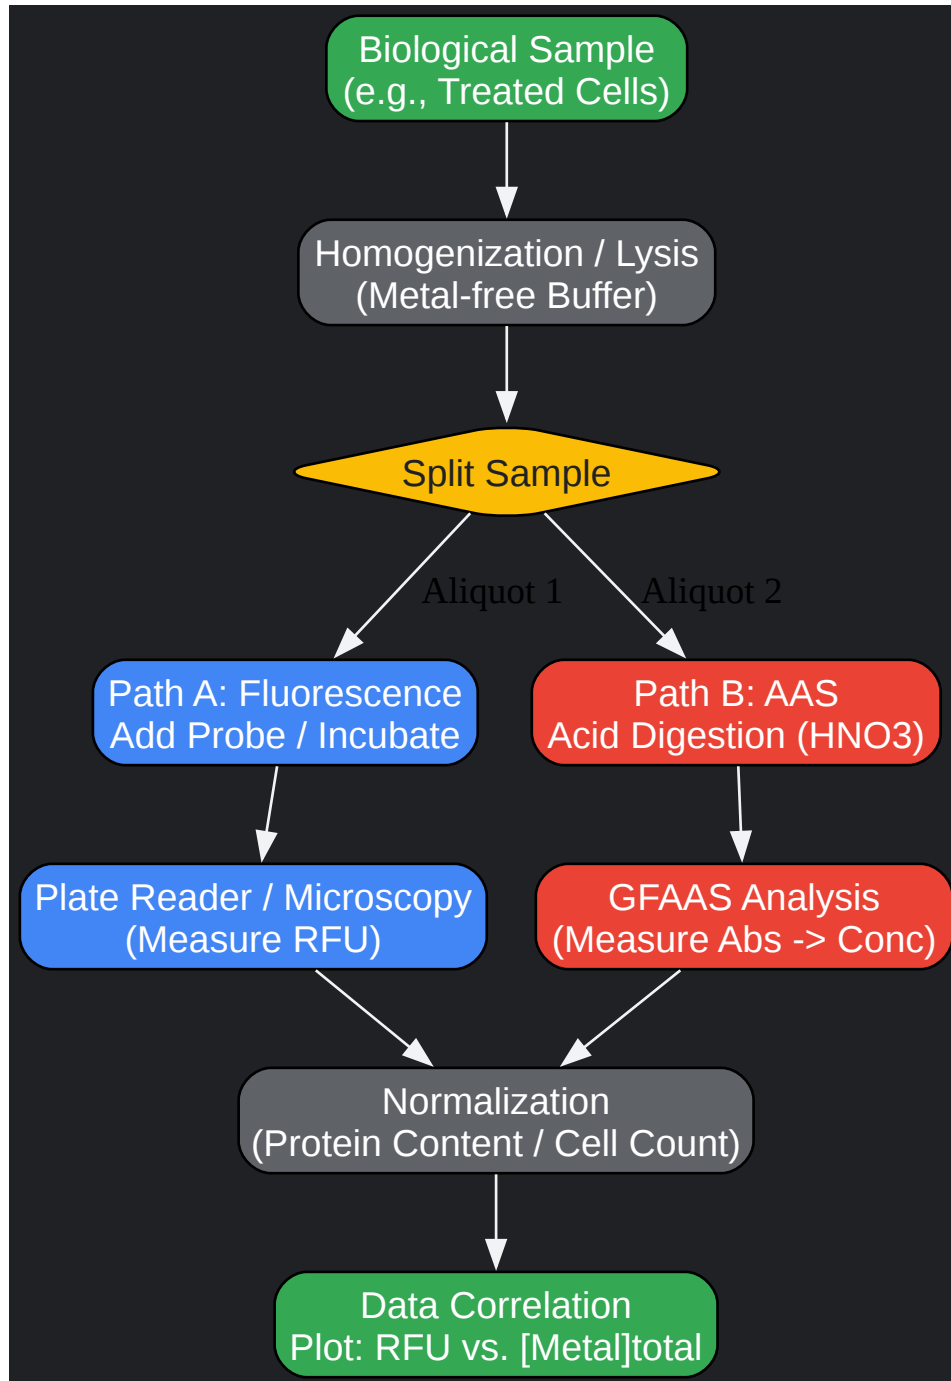 Biological Sample
(e.g., Treated Cells)
Homogenization / Lysis
(Metal-free Buffer)
Split Sample
Aliquot 1
Aliquot 2
Path A: Fluorescence
Add Probe / Incubate
Path B: AAS
Acid Digestion (HNO3)
Plate Reader / Microscopy
(Measure RFU)
GFAAS Analysis
(Measure Abs -> Conc)
Normalization
(Protein Content / Cell Count)
Data Correlation
Plot: RFU vs. [Metal]total